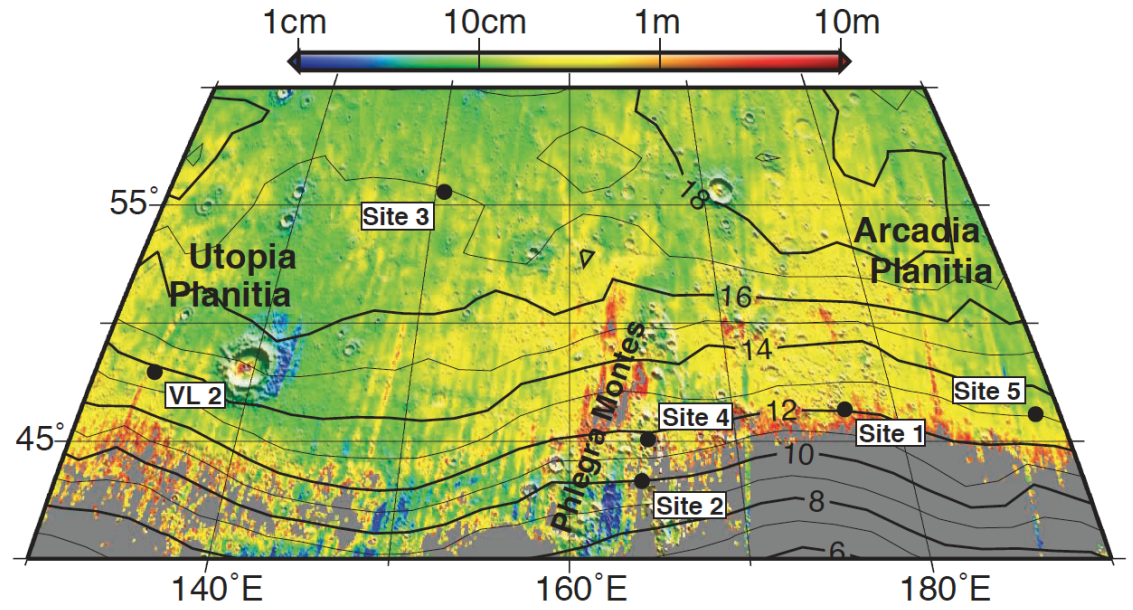 1cm 10cm 1m 10m
55°
Site 3
18
Utopia
Planitia
Arcadia
Planitia
16
14
VL 2
Phlegra Montes
Site 4
12
Site 5
45°
Site 1
10
Site 2
8
6
140°E 160°E 180°E